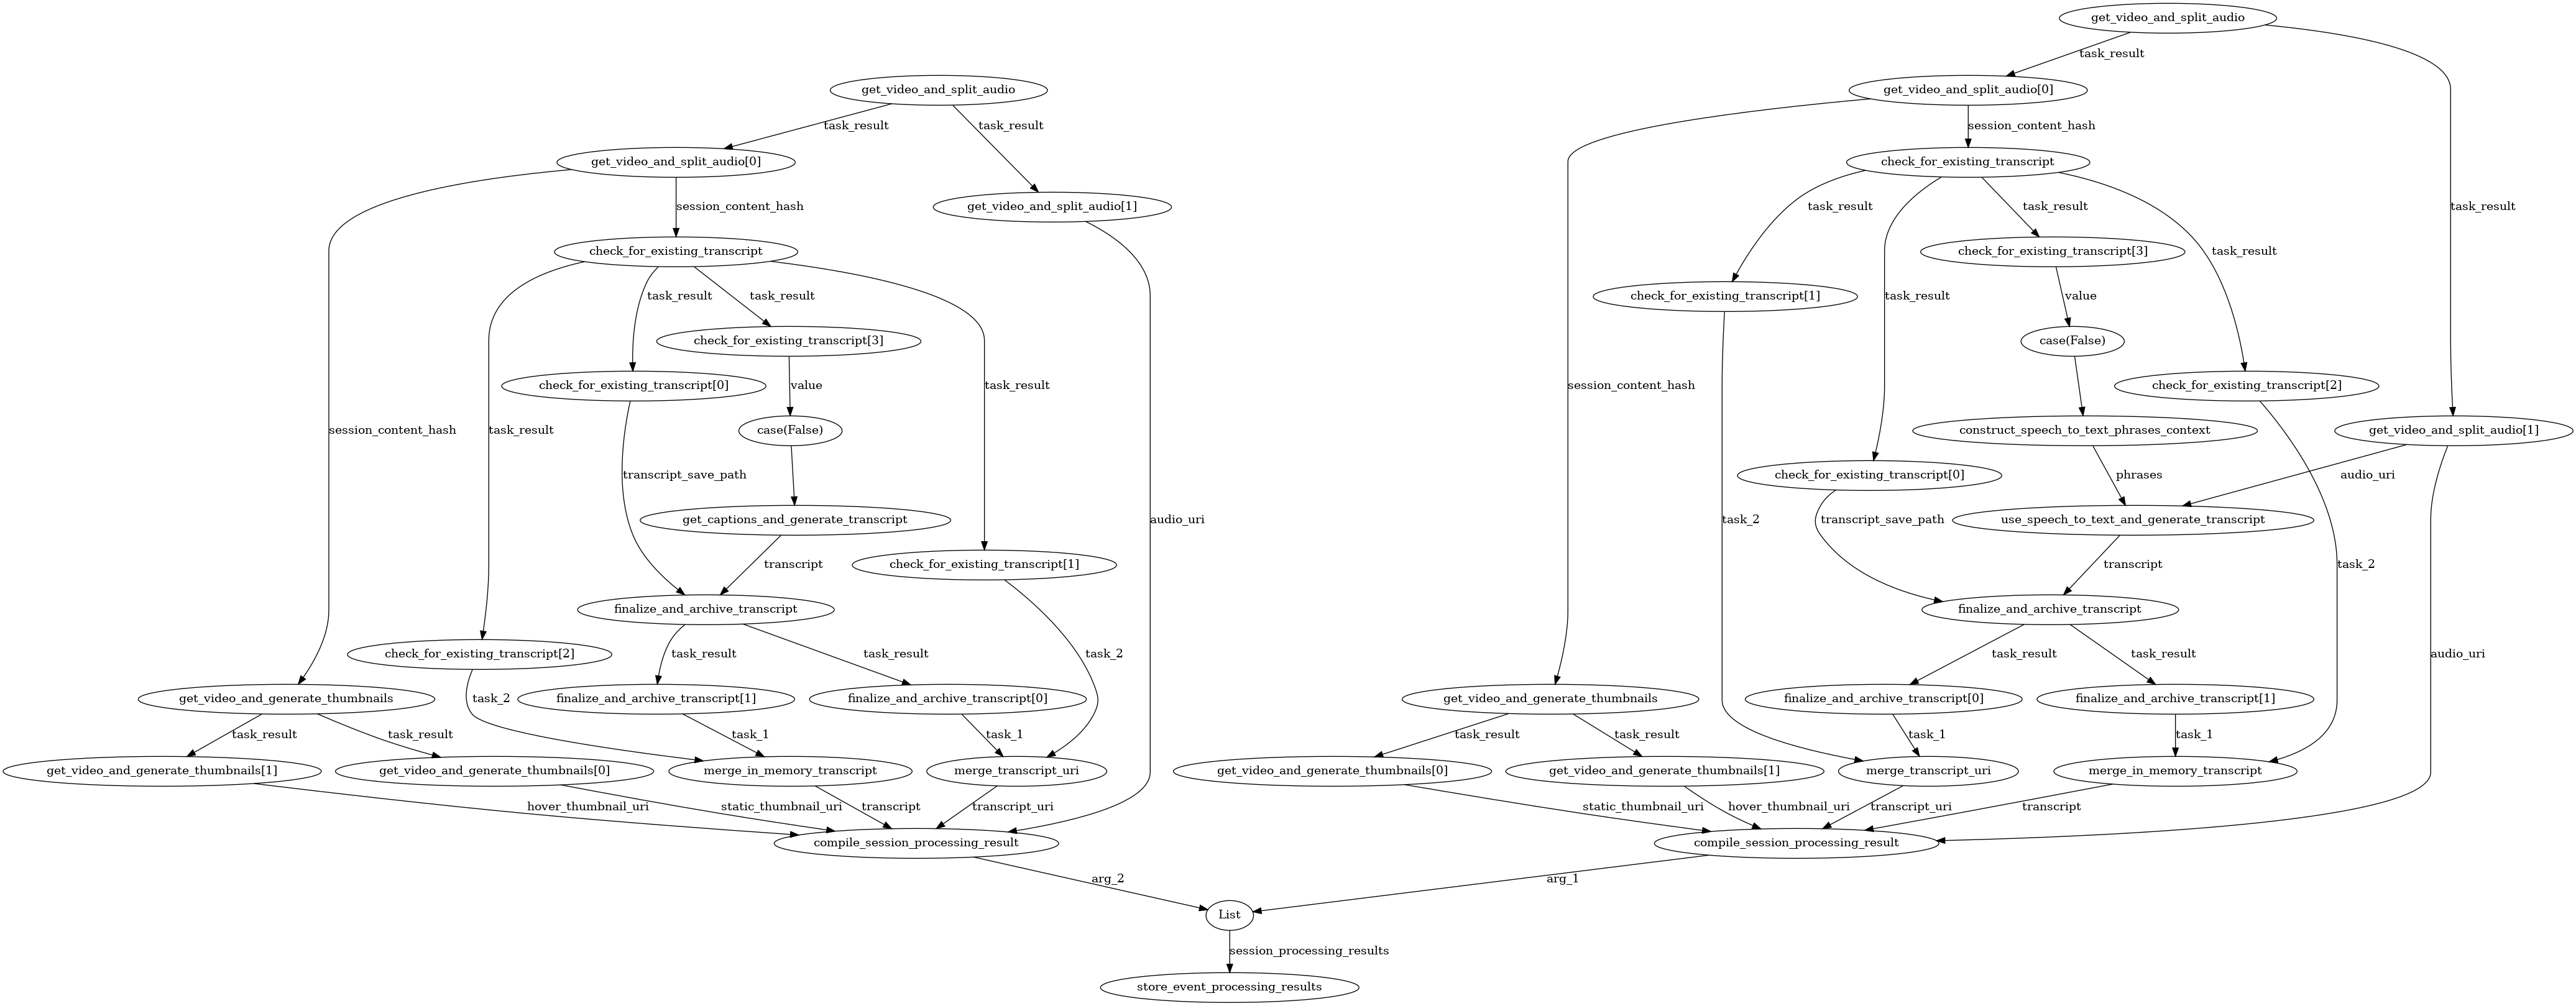 get_video_and_split_audio
task_result
get_video_and_split_audio
get_video_and_split_audio[0]
task_result
task_result
session_content_hash
get_video_and_split_audio[0]
check_for_existing_transcript
session_content_hash
get_video_and_split_audio[1]
task_result
task_result
task_result
check_for_existing_transcript
check_for_existing_transcript[3]
task_result
task_result
task_result
check_for_existing_transcript[1]
task_result
value
check_for_existing_transcript[3]
case(False)
check_for_existing_transcript[0]
value
task_result
session_content_hash
check_for_existing_transcript[2]
session_content_hash
task_result
case(False)
construct_speech_to_text_phrases_context
get_video_and_split_audio[1]
transcript_save_path
check_for_existing_transcript[0]
phrases
audio_uri
get_captions_and_generate_transcript
audio_uri
task_2
transcript_save_path
use_speech_to_text_and_generate_transcript
transcript
check_for_existing_transcript[1]
transcript
task_2
finalize_and_archive_transcript
finalize_and_archive_transcript
check_for_existing_transcript[2]
task_result
task_result
task_2
task_result
task_result
audio_uri
get_video_and_generate_thumbnails
task_2
finalize_and_archive_transcript[1]
finalize_and_archive_transcript[0]
get_video_and_generate_thumbnails
finalize_and_archive_transcript[0]
finalize_and_archive_transcript[1]
task_result
task_result
task_1
task_1
task_result
task_result
task_1
task_1
get_video_and_generate_thumbnails[1]
get_video_and_generate_thumbnails[0]
merge_in_memory_transcript
merge_transcript_uri
get_video_and_generate_thumbnails[0]
get_video_and_generate_thumbnails[1]
merge_transcript_uri
merge_in_memory_transcript
hover_thumbnail_uri
static_thumbnail_uri
transcript
transcript_uri
static_thumbnail_uri
hover_thumbnail_uri
transcript_uri
transcript
compile_session_processing_result
compile_session_processing_result
arg_2
arg_1
List
session_processing_results
store_event_processing_results